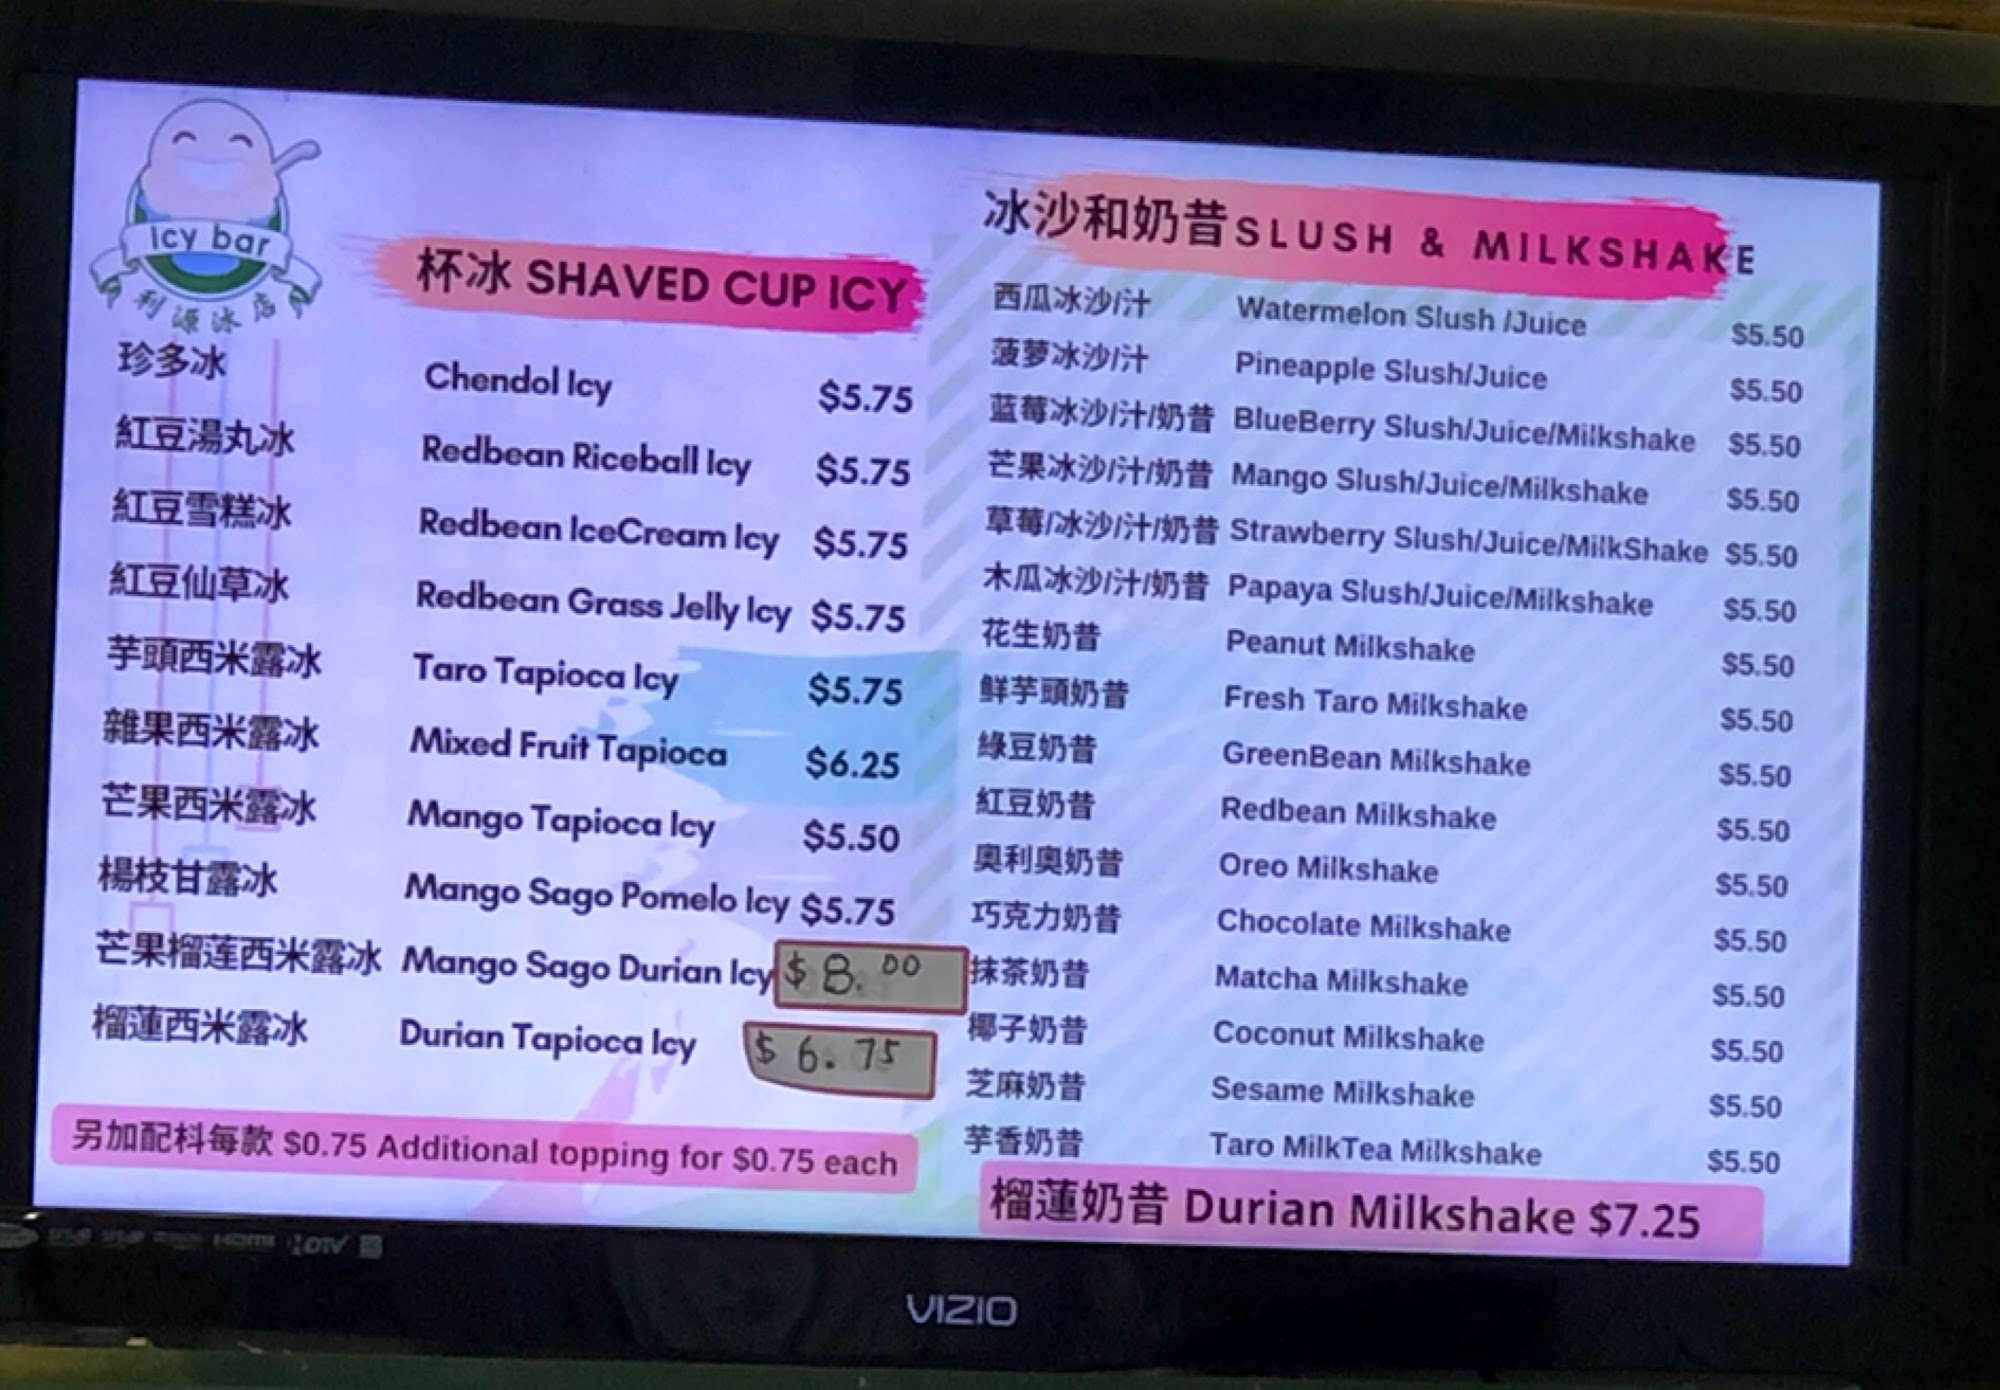 Icy bar
利源冰店
杯冰 SHAVED CUP ICY
珍多冰 Chendol Icy $5.75
紅豆湯丸冰 Redbean Riceball Icy $5.75
紅豆雪糕冰 Redbean IceCream Icy $5.75
紅豆仙草冰 Redbean Grass Jelly Icy $5.75
芋頭西米露冰 Taro Tapioca Icy $5.75
雜果西米露冰 Mixed Fruit Tapioca $6.25
芒果西米露冰 Mango Tapioca Icy $5.50
楊枝甘露冰 Mango Sago Pomelo Icy $5.75
芒果榴莲西米露冰 Mango Sago Durian Icy $8.00
榴蓮西米露冰 Durian Tapioca Icy $6.75
另加配料每款 $0.75 Additional topping for $0.75 each
冰沙和奶昔SLUSH & MILKSHAKE
西瓜冰沙/汁 Watermelon Slush /Juice $5.50
菠萝冰沙/汁 Pineapple Slush/Juice $5.50
蓝莓冰沙/汁/奶昔 BlueBerry Slush/Juice/Milkshake $5.50
芒果冰沙/汁/奶昔 Mango Slush/Juice/Milkshake $5.50
草莓/冰沙/汁/奶昔 Strawberry Slush/Juice/MilkShake $5.50
木瓜冰沙/汁/奶昔 Papaya Slush/Juice/Milkshake $5.50
花生奶昔 Peanut Milkshake $5.50
鲜芋頭奶昔 Fresh Taro Milkshake $5.50
綠豆奶昔 GreenBean Milkshake $5.50
紅豆奶昔 Redbean Milkshake $5.50
奧利奧奶昔 Oreo Milkshake $5.50
巧克力奶昔 Chocolate Milkshake $5.50
抹茶奶昔 Matcha Milkshake $5.50
椰子奶昔 Coconut Milkshake $5.50
芝麻奶昔 Sesame Milkshake $5.50
芋香奶昔 Taro MilkTea Milkshake $5.50
榴蓮奶昔 Durian Milkshake $7.25
HDMI DTV
VIZIO